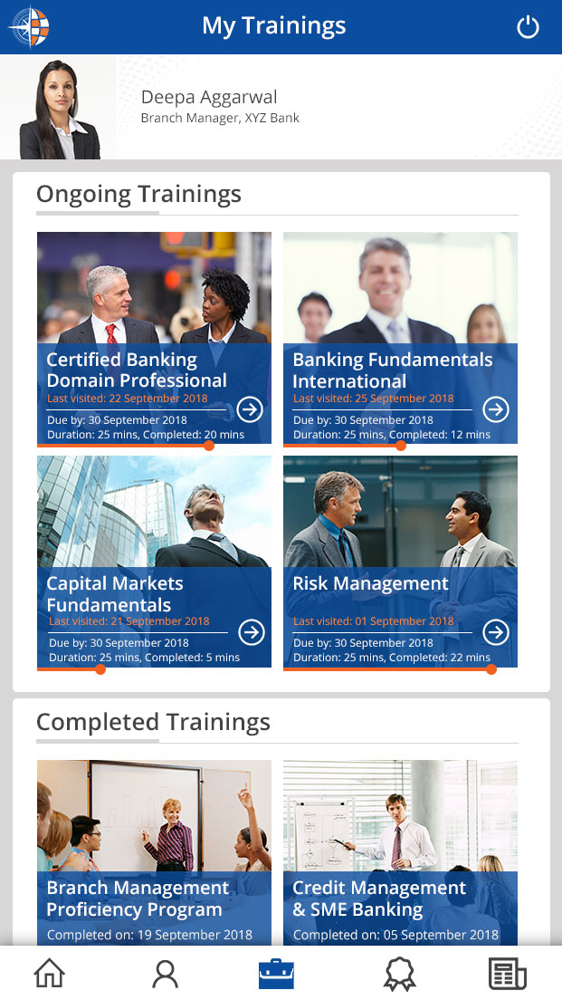 My Trainings
Deepa Aggarwal
Branch Manager, XYZ Bank
Ongoing Trainings
Certified Banking
Domain Professional
Last visited: 22 September 2018
Due by: 30 September 2018
Duration: 25 mins, Completed: 20 mins
Banking Fundamentals
International
Last visited: 25 September 2018
Due by: 30 September 2018
Duration: 25 mins, Completed: 12 mins
Capital Markets
Fundamentals
Last visited: 21 September 2018
Due by: 30 September 2018
Duration: 25 mins, Completed: 5 mins
Risk Management
Last visited: 01 September 2018
Due by: 30 September 2018
Duration: 25 mins, Completed: 22 mins
Completed Trainings
Branch Management
Proficiency Program
Completed on: 19 September 2018
Credit Management
& SME Banking
Completed on: 05 September 2018